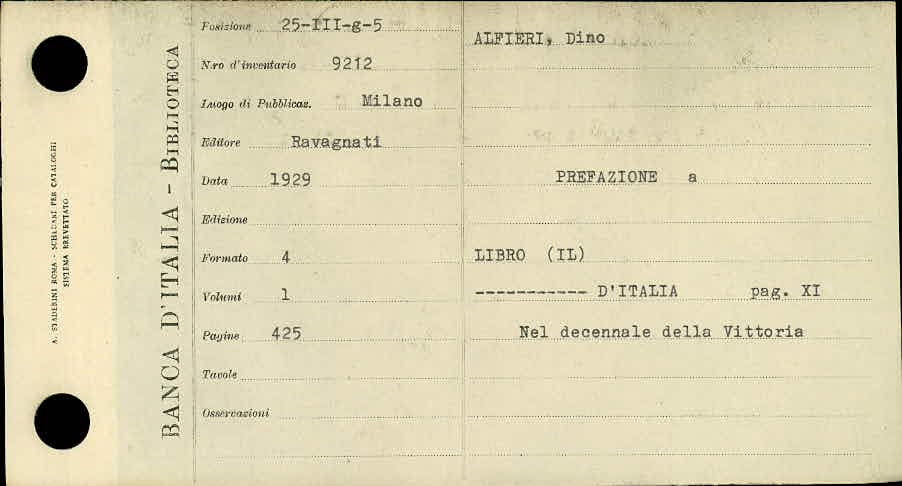 A. STADERINI ROMA - SCHEDARI PER CATALOGHI
SISTEMA BREVETTATO
BANCA D'ITALIA - BIBLIOTECA
Posizione 25-III-g-5
N.ro d'inventario 9212
Luogo di Pubblicaz. Milano
Editore Ravagnati
Data 1929
Edizione
Formato 4
Volumi 1
Pagine 425
Tavole
Osservazioni
ALFIERI, Dino
PREFAZIONE a
LIBRO (IL)
----------- D'ITALIA pag. XI
Nel decennale della Vittoria